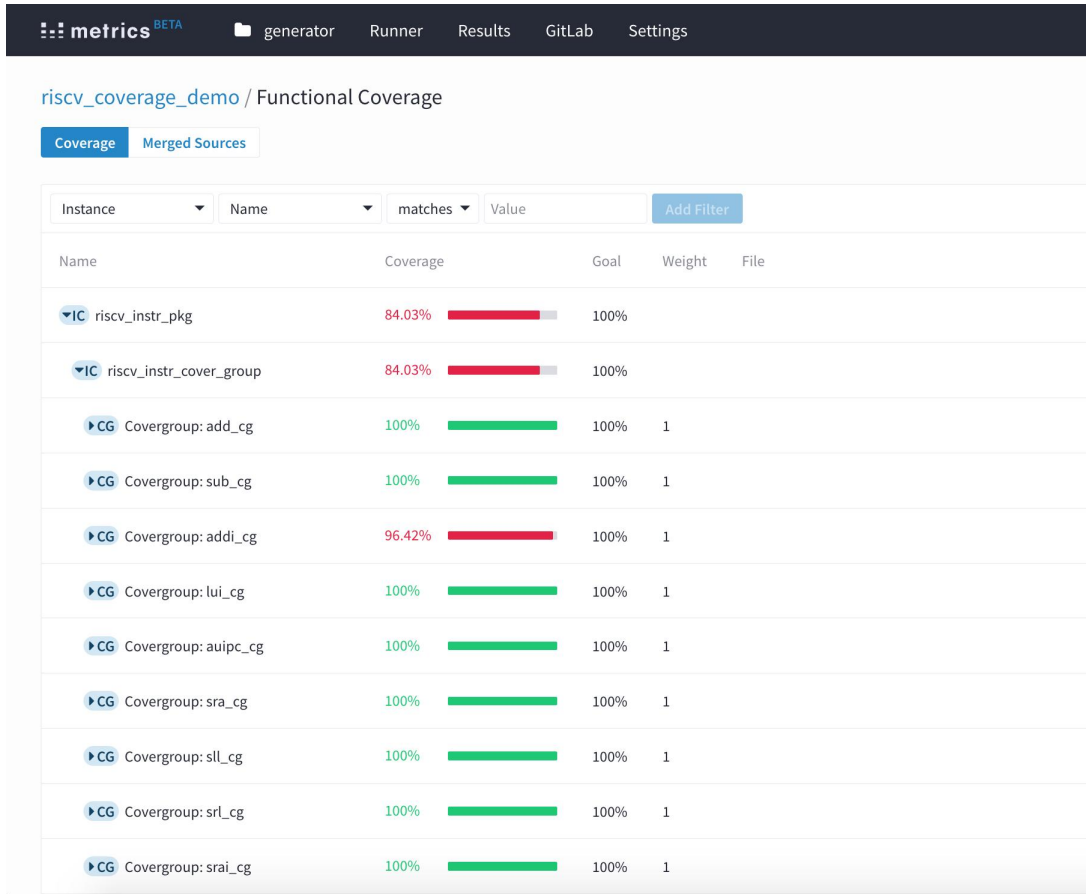 metrics BETA generator Runner Results GitLab Settings
riscv_coverage_demo / Functional Coverage
Coverage Merged Sources
Instance Name matches Value Add Filter
Name Coverage Goal Weight File
IC riscv_instr_pkg 84.03% 100%
IC riscv_instr_cover_group 84.03% 100%
CG Covergroup: add_cg 100% 100% 1
CG Covergroup: sub_cg 100% 100% 1
CG Covergroup: addi_cg 96.42% 100% 1
CG Covergroup: lui_cg 100% 100% 1
CG Covergroup: auipc_cg 100% 100% 1
CG Covergroup: sra_cg 100% 100% 1
CG Covergroup: sll_cg 100% 100% 1
CG Covergroup: srl_cg 100% 100% 1
CG Covergroup: srai_cg 100% 100% 1